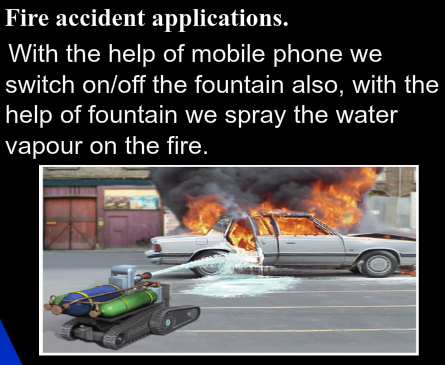 Fire accident applications.
With the help of mobile phone we
switch on/off the fountain also, with the
help of fountain we spray the water
vapour on the fire.